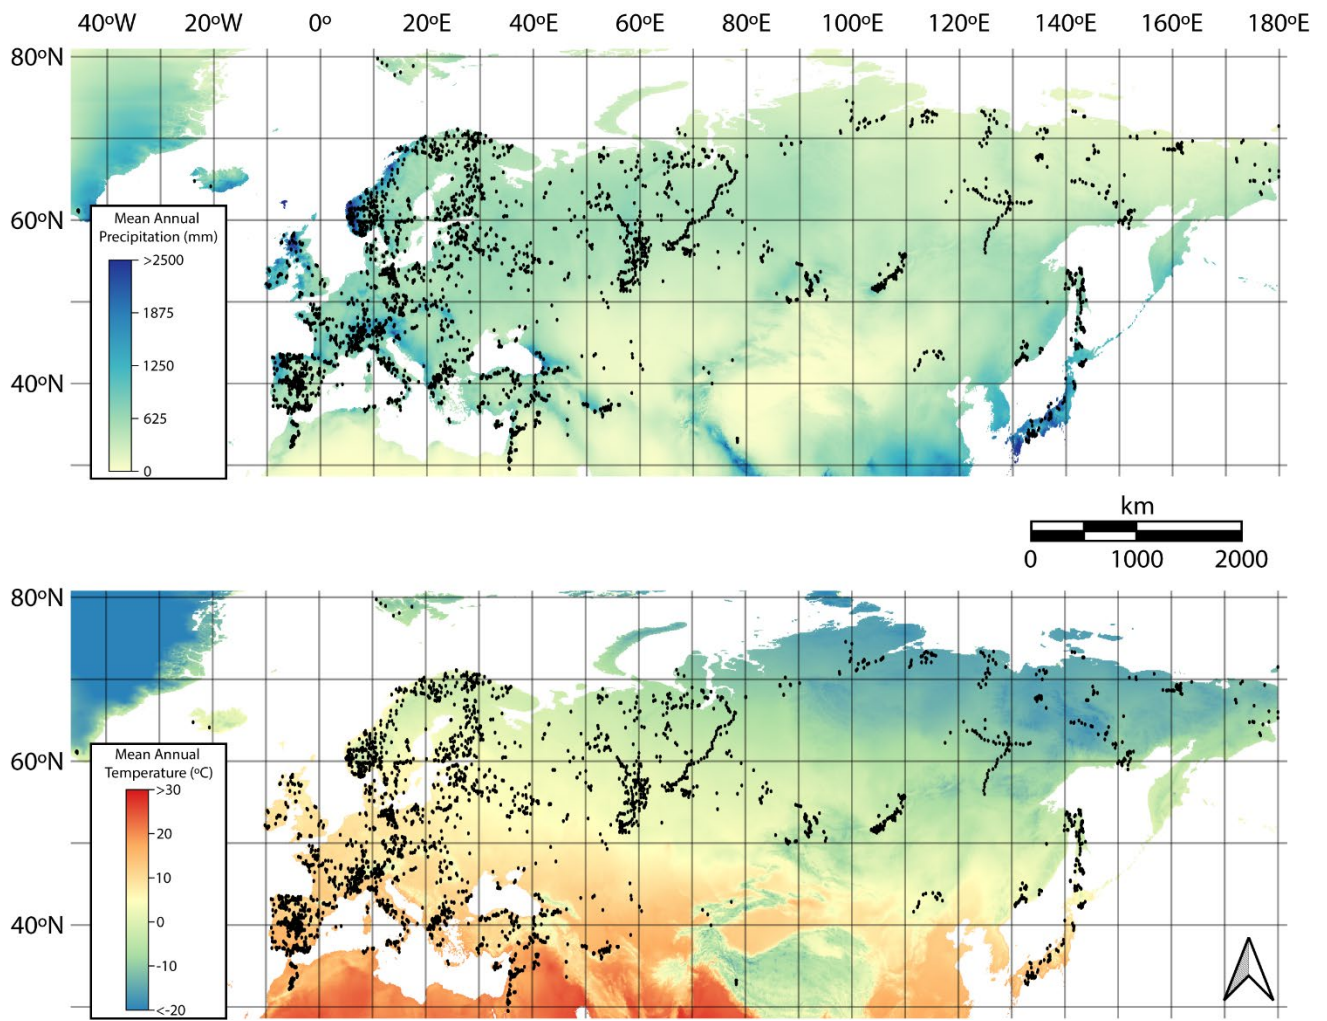 40ºW 20ºW 0º 20ºE 40ºE 60ºE 80ºE 100ºE 120ºE 140ºE 160ºE 180ºE
80ºN
60ºN
40ºN
Mean Annual
Precipitation (mm)
>2500
1875
1250
625
0
km
0 1000 2000
80ºN
60ºN
40ºN
Mean Annual
Temperature (ºC)
>30
20
10
0
-10
<-20